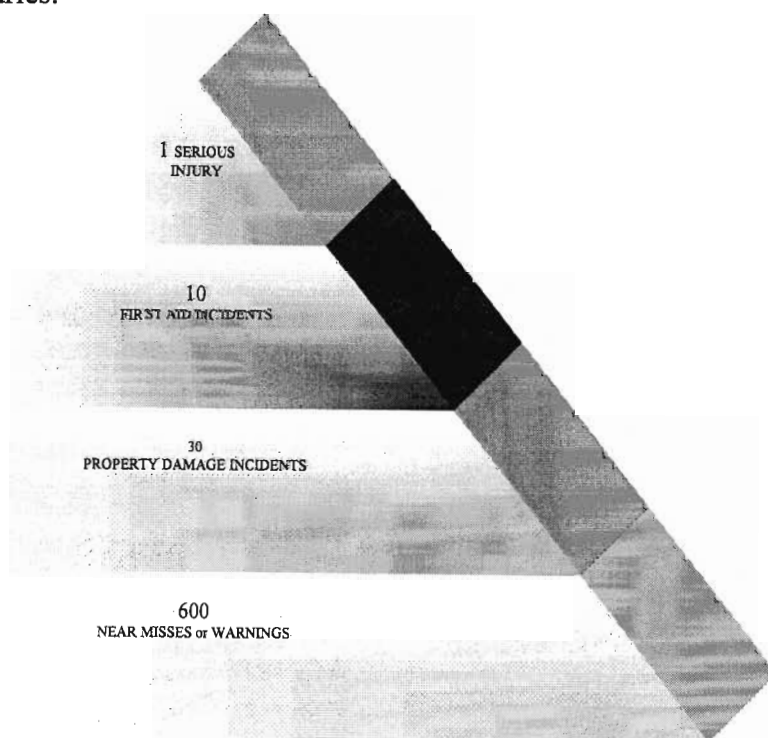 1 SERIOUS
INJURY
10
FIRST AID INCIDENTS
30
PROPERTY DAMAGE INCIDENTS
600
NEAR MISSES or WARNINGS